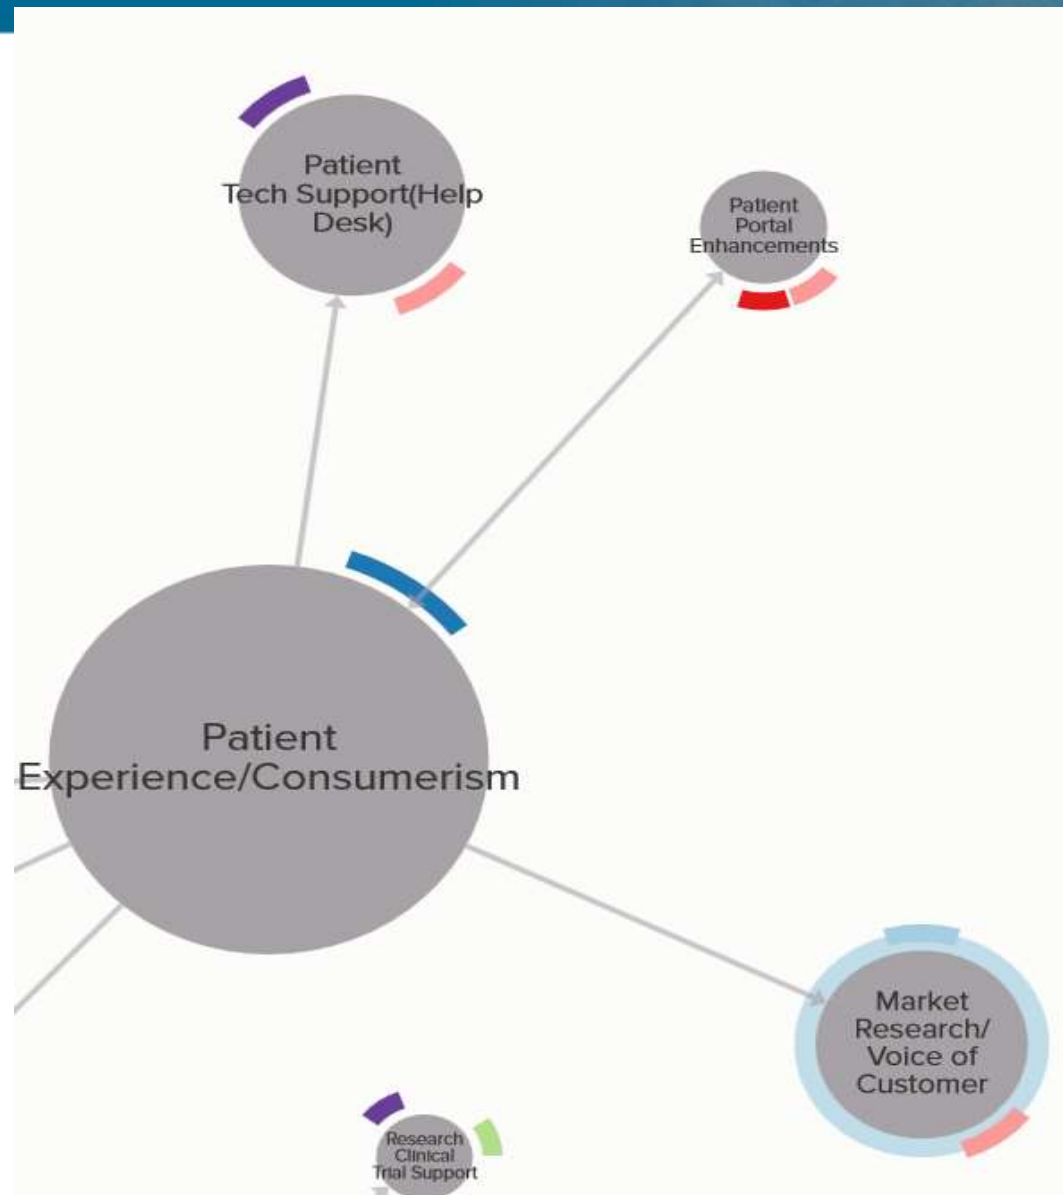 Patient
Tech Support(Help
Desk)
Patient
Portal
Enhancements
Patient
Experience/Consumerism
Market
Research/
Voice of
Customer
Research
Clinical
Trial Support